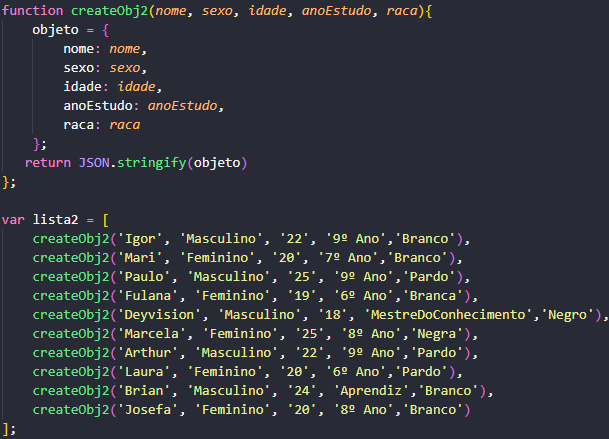 function createObj2(nome, sexo, idade, anoEstudo, raca){
    objeto = {
        nome: nome,
        sexo: sexo,
        idade: idade,
        anoEstudo: anoEstudo,
        raca: raca
    };
   return JSON.stringify(objeto)
};
var lista2 = [
    createObj2('Igor', 'Masculino', '22', '9º Ano','Branco'),
    createObj2('Mari', 'Feminino', '20', '7º Ano','Branco'),
    createObj2('Paulo', 'Masculino', '25', '9º Ano','Pardo'),
    createObj2('Fulana', 'Feminino', '19', '6º Ano','Branca'),
    createObj2('Deyvision', 'Masculino', '18', 'MestreDoConhecimento','Negro'),
    createObj2('Marcela', 'Feminino', '25', '8º Ano','Negra'),
    createObj2('Arthur', 'Masculino', '22', '9º Ano','Pardo'),
    createObj2('Laura', 'Feminino', '20', '6º Ano','Pardo'),
    createObj2('Brian', 'Masculino', '24', 'Aprendiz','Branco'),
    createObj2('Josefa', 'Feminino', '20', '8º Ano','Branco')
];